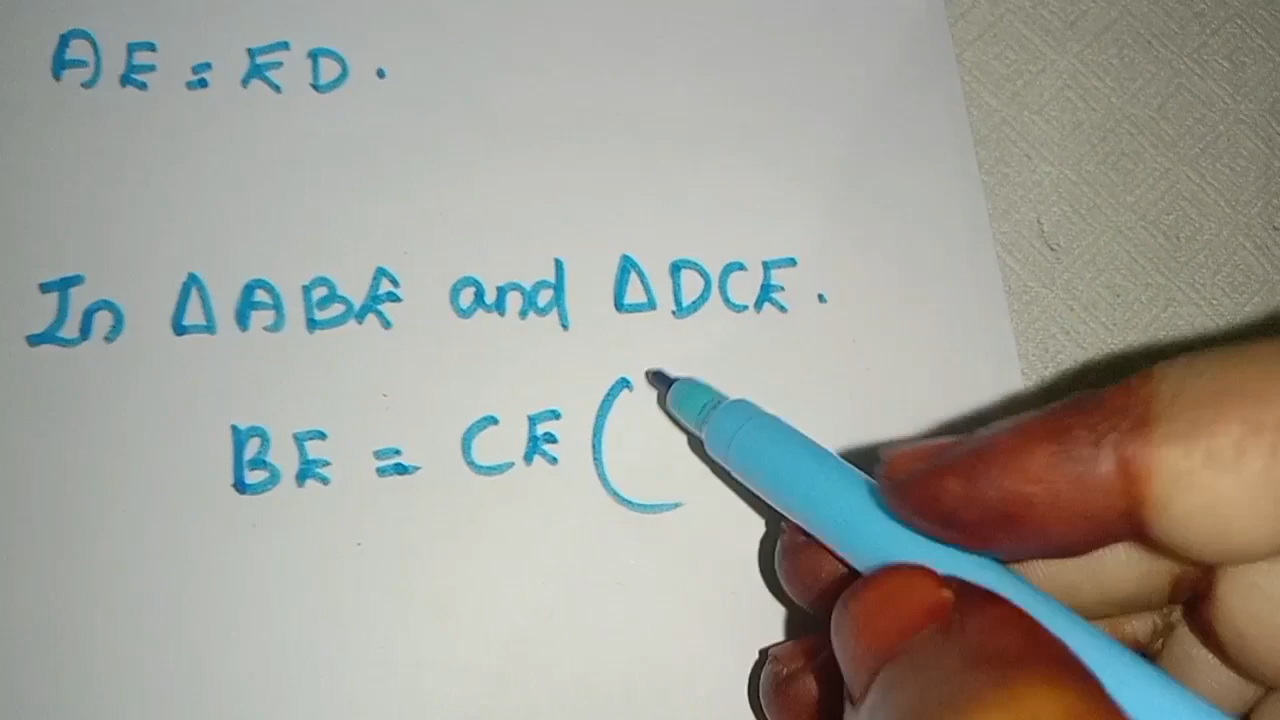 AE = ED.
In ΔABE and ΔDCE.
BE = CE (